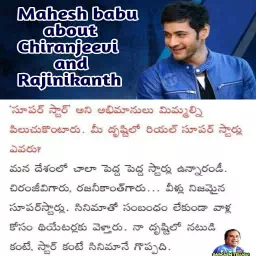 Mahesh babu
about
Chiranjeevi
and
Rajinikanth
'సూపర్ స్టార్' అని అభిమానులు మిమ్మల్ని
పిలుచుకొంటారు. మీ దృష్టిలో రియల్ సూపర్ స్టార్లు
ఎవరు?
మన దేశంలో చాలా పెద్ద పెద్ద స్టార్లు ఉన్నారండీ.
చిరంజీవిగారు, రజనీకాంత్‌గారు... వీళ్లు నిజమైన
సూపర్‌స్టార్లు. సినిమాతో సంబంధం లేకుండా వాళ్ల
కోసం థియేటర్లకు వెళ్తారు. నా దృష్టిలో నటుడి
కంటే, స్టార్ కంటే సినిమానే గొప్పది.